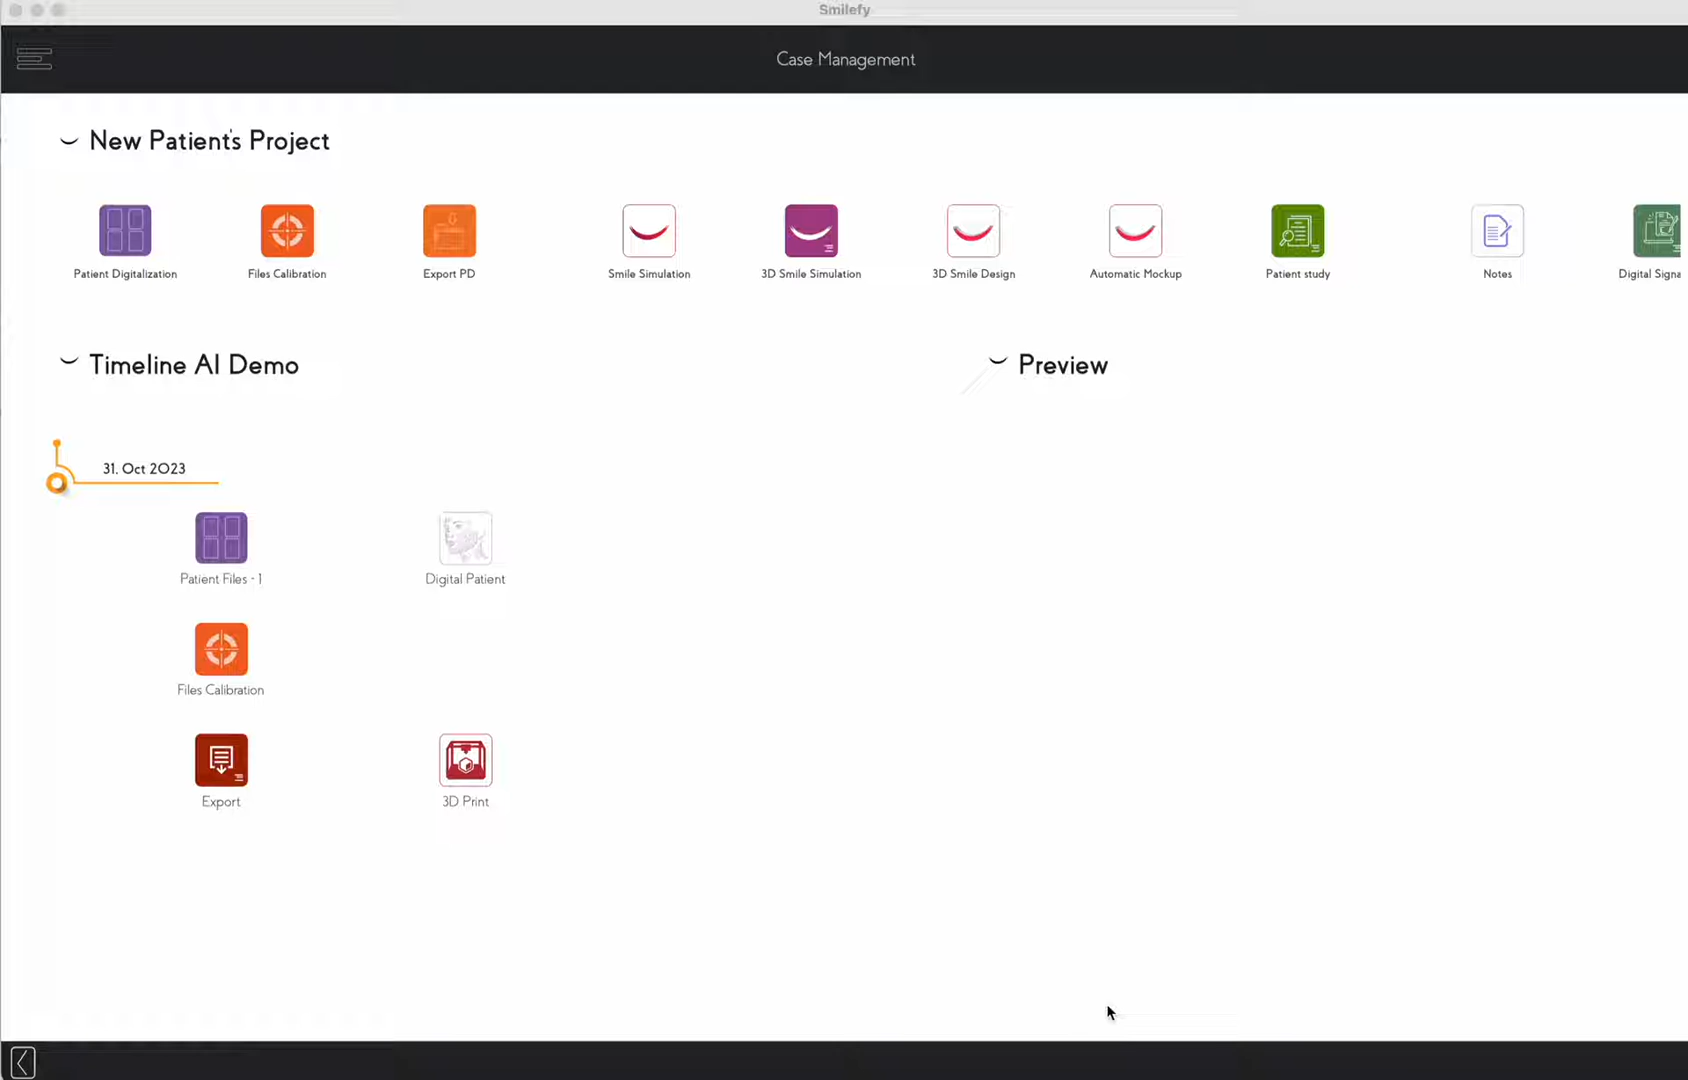 Smilefy
Case Management
New Patient's Project
Patient Digitalization
Files Calibration
Export PD
Smile Simulation
3D Smile Simulation
3D Smile Design
Automatic Mockup
Patient study
Notes
Digital Signa
Timeline AI Demo
Preview
31. Oct 2023
Patient Files - 1
Digital Patient
Files Calibration
Export
3D Print